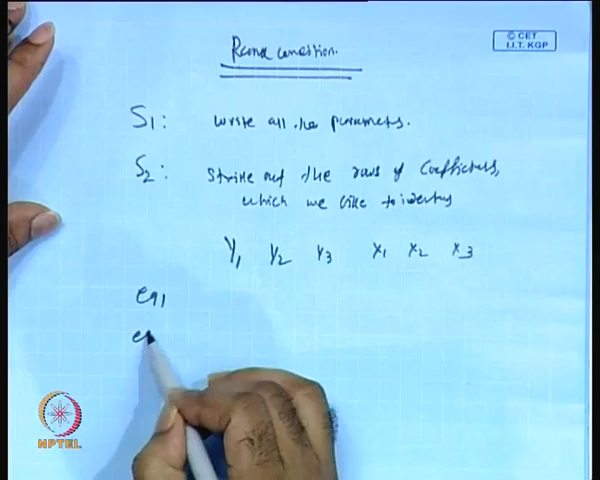 Rank condition.
© CET
I.I.T. KGP
S1: Write all the parameters.
S2: Strike out the rows of coefficients,
which we like to identify
Y1 Y2 Y3 X1 X2 X3
eq1
e
NPTEL